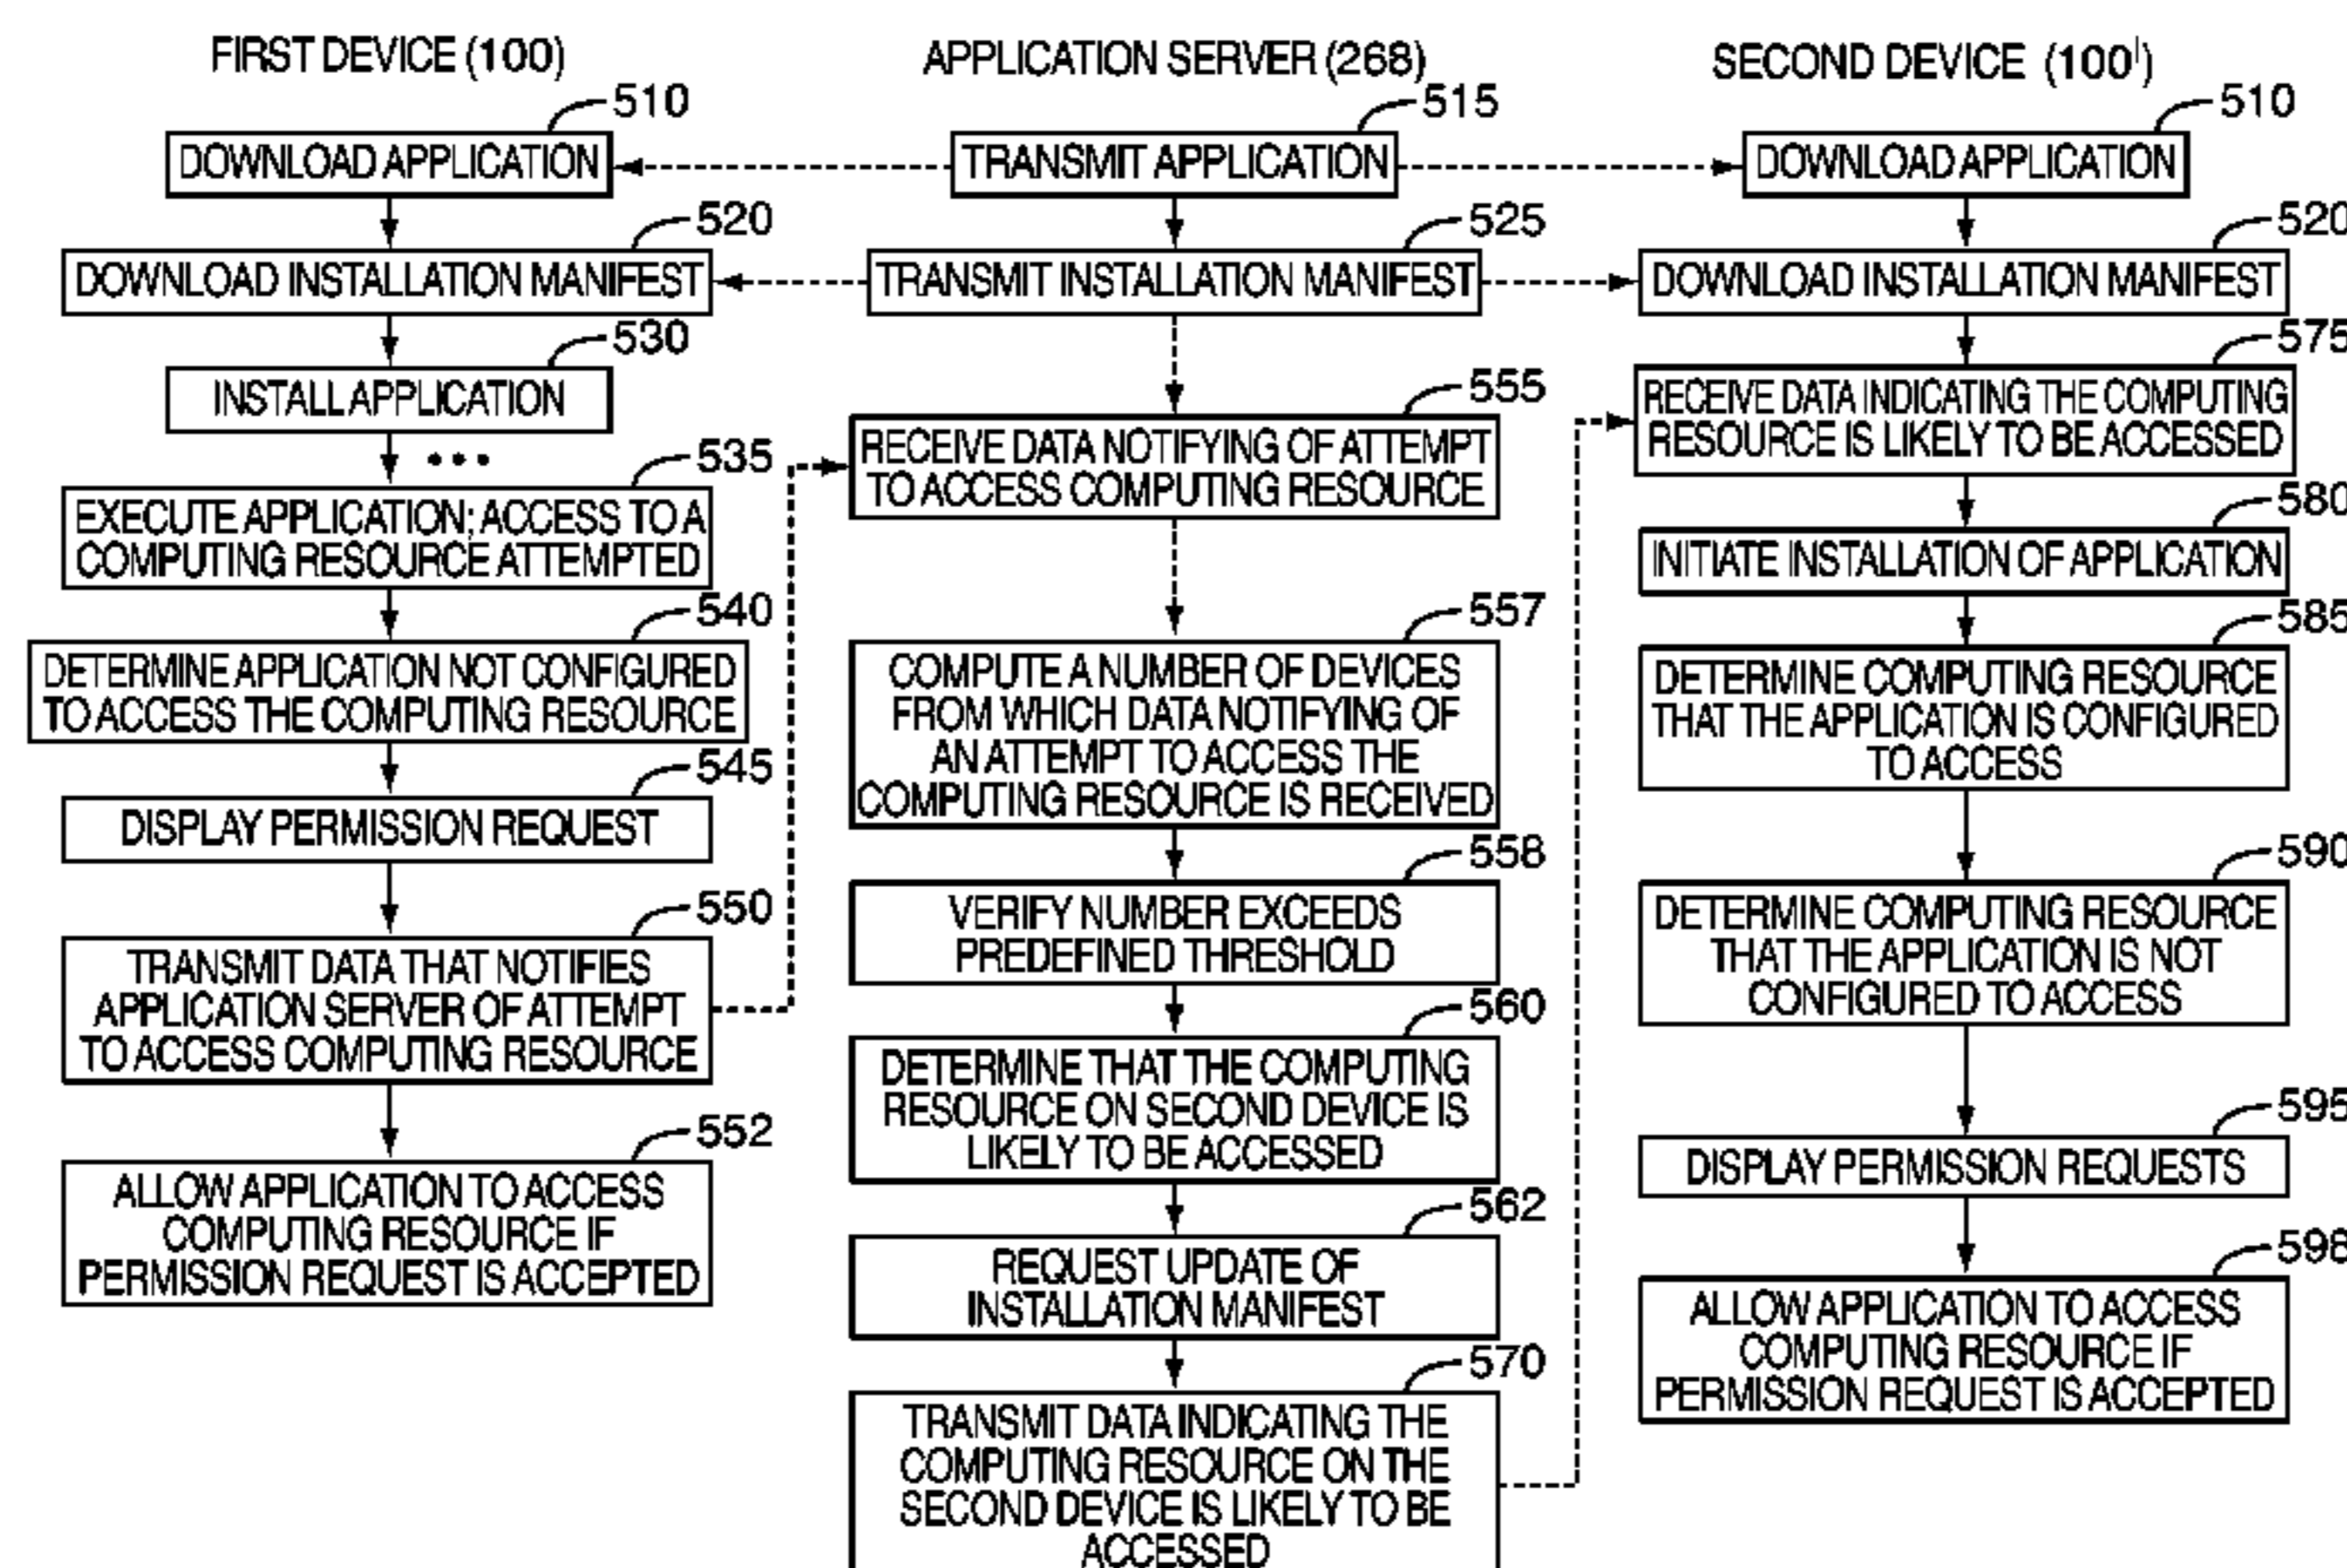 FIRST DEVICE (100)
510
DOWNLOAD APPLICATION
520
DOWNLOAD INSTALLATION MANIFEST
530
INSTALL APPLICATION
•••
535
EXECUTE APPLICATION; ACCESS TO A
COMPUTING RESOURCE ATTEMPTED
540
DETERMINE APPLICATION NOT CONFIGURED
TO ACCESS THE COMPUTING RESOURCE
545
DISPLAY PERMISSION REQUEST
550
TRANSMIT DATA THAT NOTIFIES
APPLICATION SERVER OF ATTEMPT
TO ACCESS COMPUTING RESOURCE
552
ALLOW APPLICATION TO ACCESS
COMPUTING RESOURCE IF
PERMISSION REQUEST IS ACCEPTED
APPLICATION SERVER (268)
515
TRANSMIT APPLICATION
525
TRANSMIT INSTALLATION MANIFEST
555
RECEIVE DATA NOTIFYING OF ATTEMPT
TO ACCESS COMPUTING RESOURCE
557
COMPUTE A NUMBER OF DEVICES
FROM WHICH DATA NOTIFYING OF
AN ATTEMPT TO ACCESS THE
COMPUTING RESOURCE IS RECEIVED
558
VERIFY NUMBER EXCEEDS
PREDEFINED THRESHOLD
560
DETERMINE THAT THE COMPUTING
RESOURCE ON SECOND DEVICE IS
LIKELY TO BE ACCESSED
562
REQUEST UPDATE OF
INSTALLATION MANIFEST
570
TRANSMIT DATA INDICATING THE
COMPUTING RESOURCE ON THE
SECOND DEVICE IS LIKELY TO BE
ACCESSED
SECOND DEVICE (100')
510
DOWNLOAD APPLICATION
520
DOWNLOAD INSTALLATION MANIFEST
575
RECEIVE DATA INDICATING THE COMPUTING
RESOURCE IS LIKELY TO BE ACCESSED
580
INITIATE INSTALLATION OF APPLICATION
585
DETERMINE COMPUTING RESOURCE
THAT THE APPLICATION IS CONFIGURED
TO ACCESS
590
DETERMINE COMPUTING RESOURCE
THAT THE APPLICATION IS NOT
CONFIGURED TO ACCESS
595
DISPLAY PERMISSION REQUESTS
598
ALLOW APPLICATION TO ACCESS
COMPUTING RESOURCE IF
PERMISSION REQUEST IS ACCEPTED